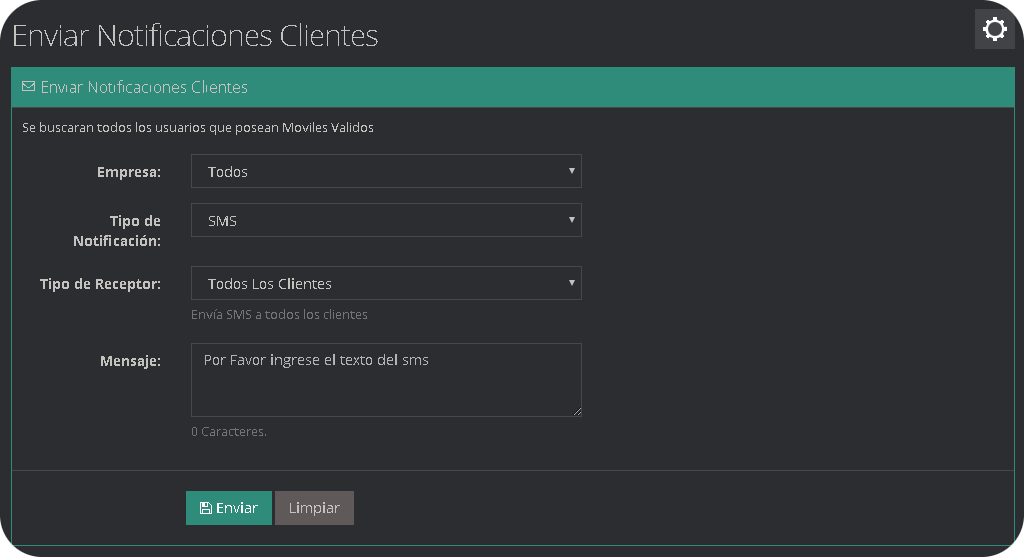 Enviar Notificaciones Clientes
Enviar Notificaciones Clientes
Se buscaran todos los usuarios que posean Moviles Validos
Empresa:
Todos
Tipo de
Notificación:
SMS
Tipo de Receptor:
Todos Los Clientes
Envía SMS a todos los clientes
Mensaje:
Por Favor ingrese el texto del sms
0 Caracteres.
Enviar
Limpiar